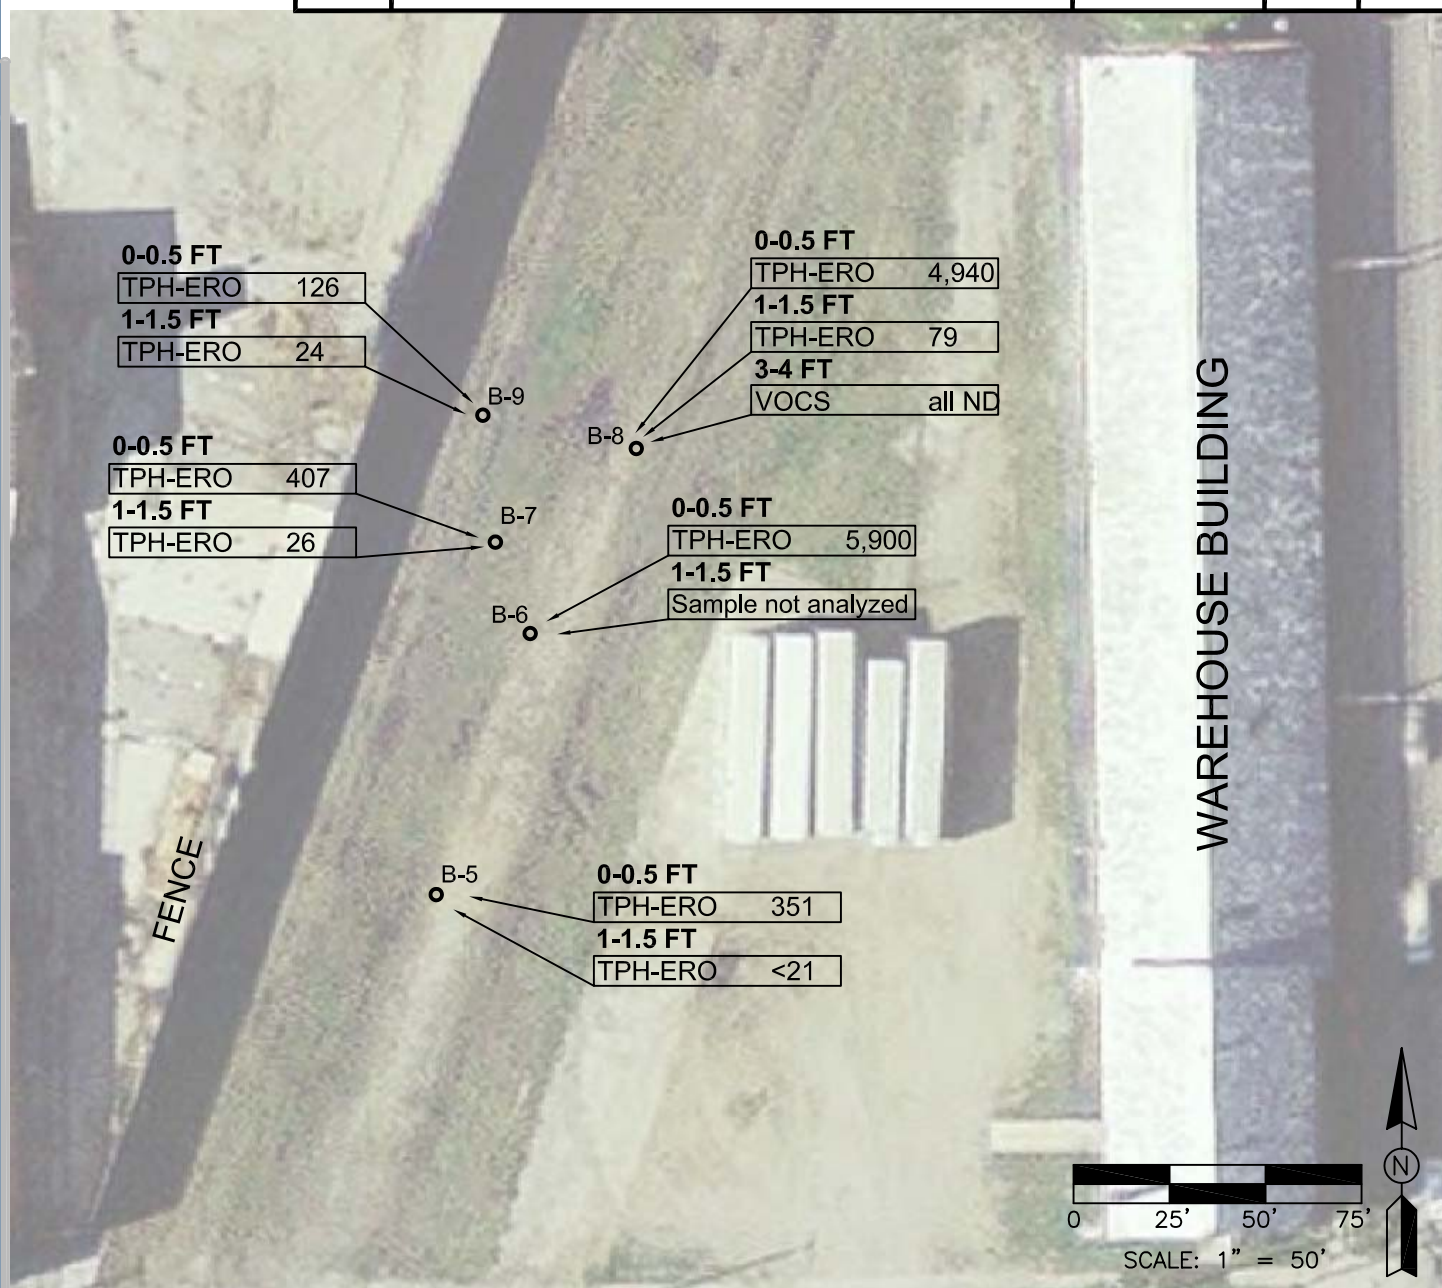 0-0.5 FT
TPH-ERO 126
1-1.5 FT
TPH-ERO 24
B-9
0-0.5 FT
TPH-ERO 4,940
1-1.5 FT
TPH-ERO 79
3-4 FT
VOCS all ND
B-8
0-0.5 FT
TPH-ERO 407
1-1.5 FT
TPH-ERO 26
B-7
0-0.5 FT
TPH-ERO 5,900
1-1.5 FT
Sample not analyzed
B-6
WAREHOUSE BUILDING
FENCE
B-5
0-0.5 FT
TPH-ERO 351
1-1.5 FT
TPH-ERO <21
N
0 25' 50' 75'
SCALE: 1" = 50'